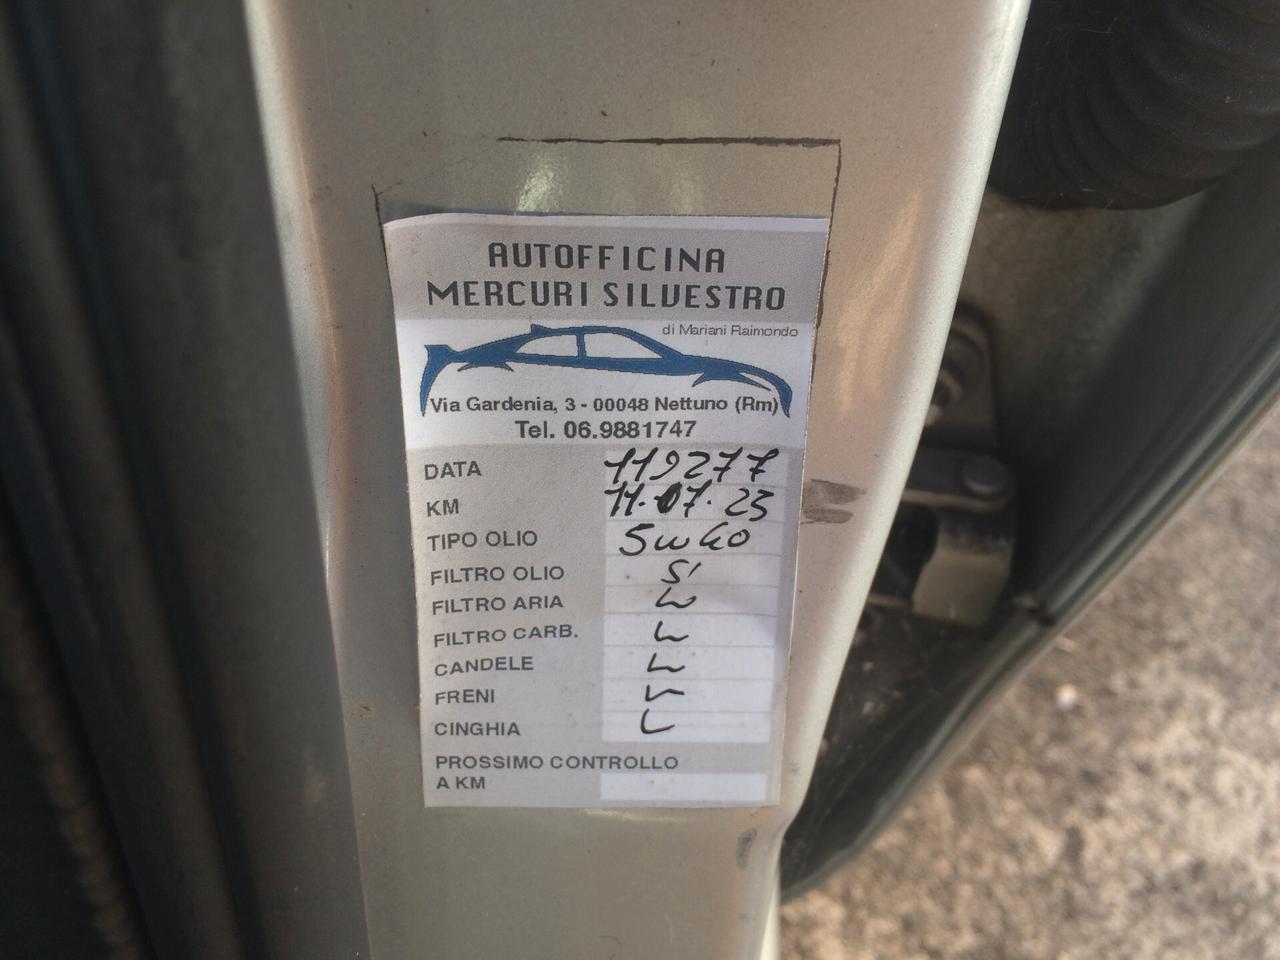 AUTOFFICINA
MERCURI SILVESTRO
di Mariani Raimondo
Via Gardenia, 3 - 00048 Nettuno (Rm)
Tel. 06.9881747
DATA 119277
KM 11.07.23
TIPO OLIO 5w40
FILTRO OLIO SI
FILTRO ARIA
FILTRO CARB.
CANDELE
FRENI
CINGHIA
PROSSIMO CONTROLLO
A KM